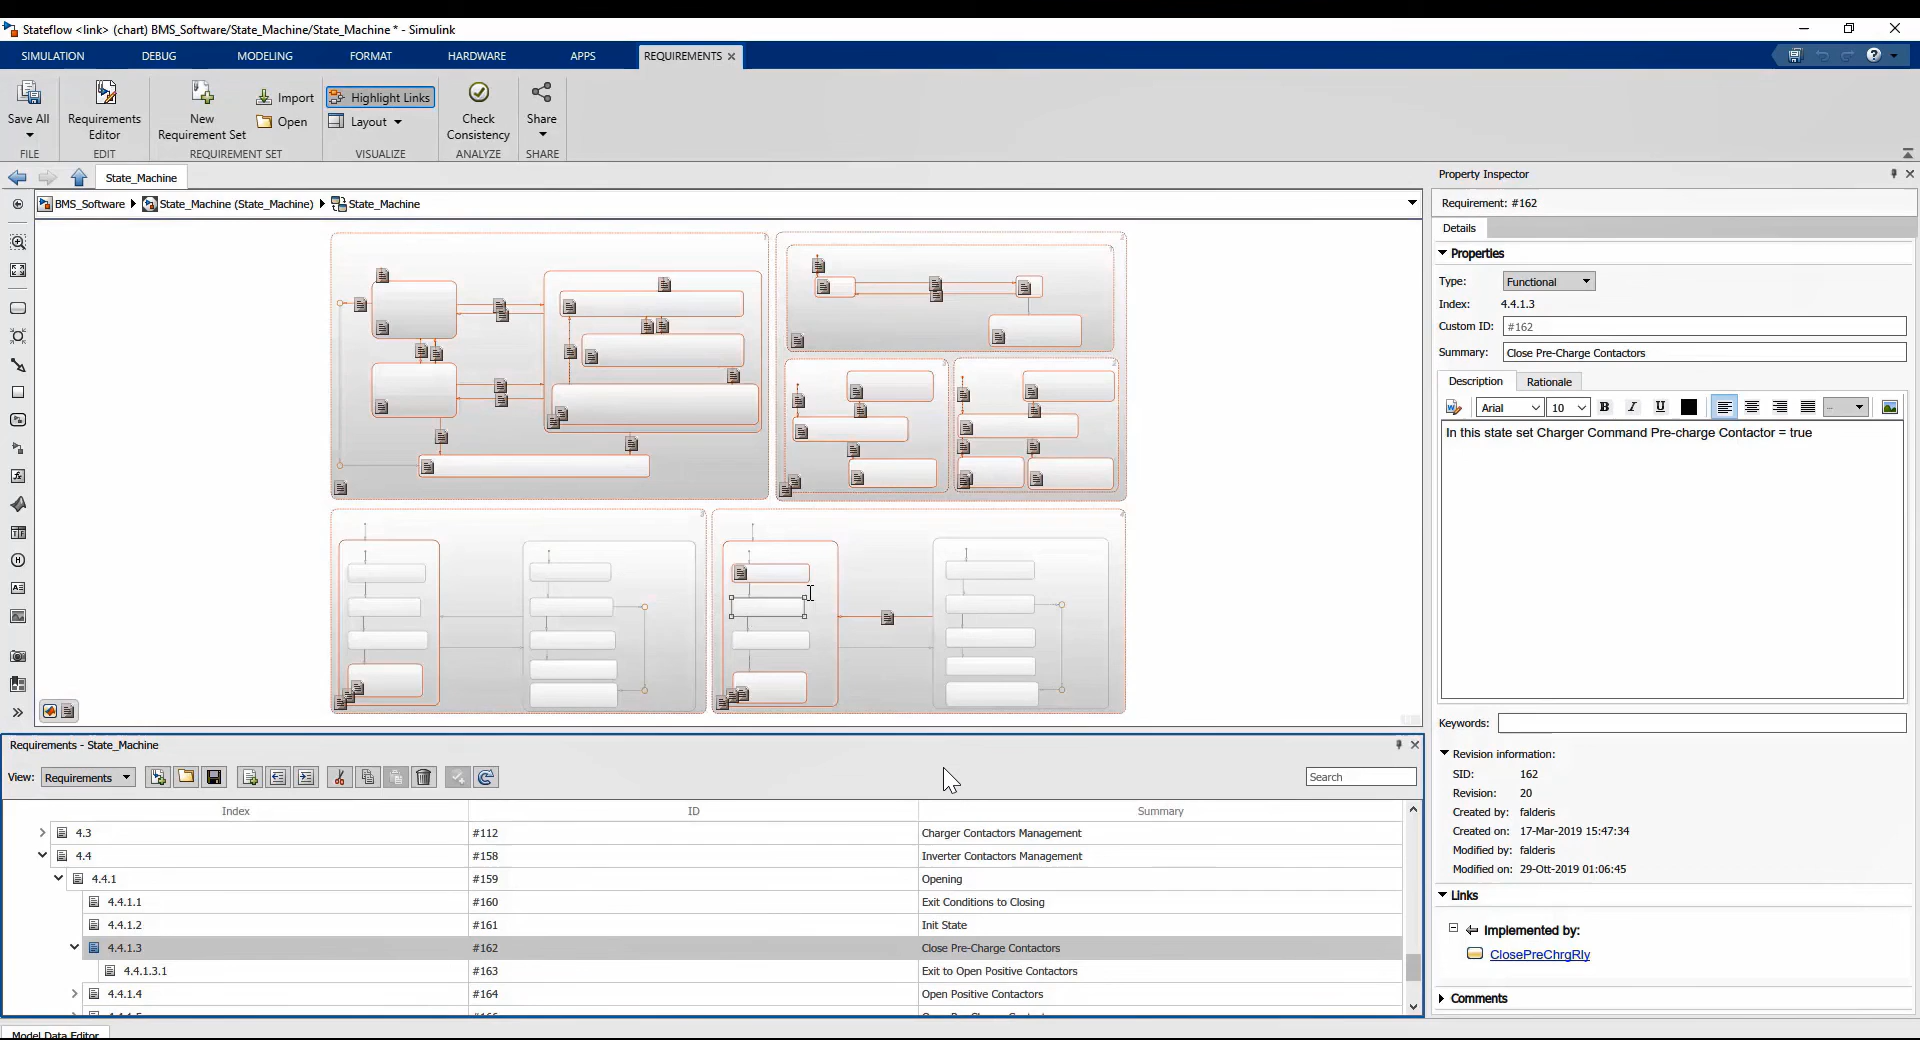 Stateflow <link> (chart) BMS_Software/State_Machine/State_Machine * - Simulink
SIMULATION DEBUG MODELING FORMAT HARDWARE APPS REQUIREMENTS
Save All
Requirements Editor
New Requirement Set
Import
Open
Highlight Links
Layout
Check Consistency
Share
FILE EDIT REQUIREMENT SET VISUALIZE ANALYZE SHARE
State_Machine
BMS_Software State_Machine (State_Machine) State_Machine
Property Inspector
Requirement: #162
Details
Properties
Type: Functional
Index: 4.4.1.3
Custom ID: #162
Summary: Close Pre-Charge Contactors
Description Rationale
Arial 10 B I U
In this state set Charger Command Pre-charge Contactor = true
Keywords:
Revision information:
SID: 162
Revision: 20
Created by: falderis
Created on: 17-Mar-2019 15:47:34
Modified by: falderis
Modified on: 29-Ott-2019 01:06:45
Links
Implemented by:
ClosePreChrgRly
Comments
Requirements - State_Machine
View: Requirements Search
Index ID Summary
4.3 #112 Charger Contactors Management
4.4 #158 Inverter Contactors Management
4.4.1 #159 Opening
4.4.1.1 #160 Exit Conditions to Closing
4.4.1.2 #161 Init State
4.4.1.3 #162 Close Pre-Charge Contactors
4.4.1.3.1 #163 Exit to Open Positive Contactors
4.4.1.4 #164 Open Positive Contactors
Model Data Editor